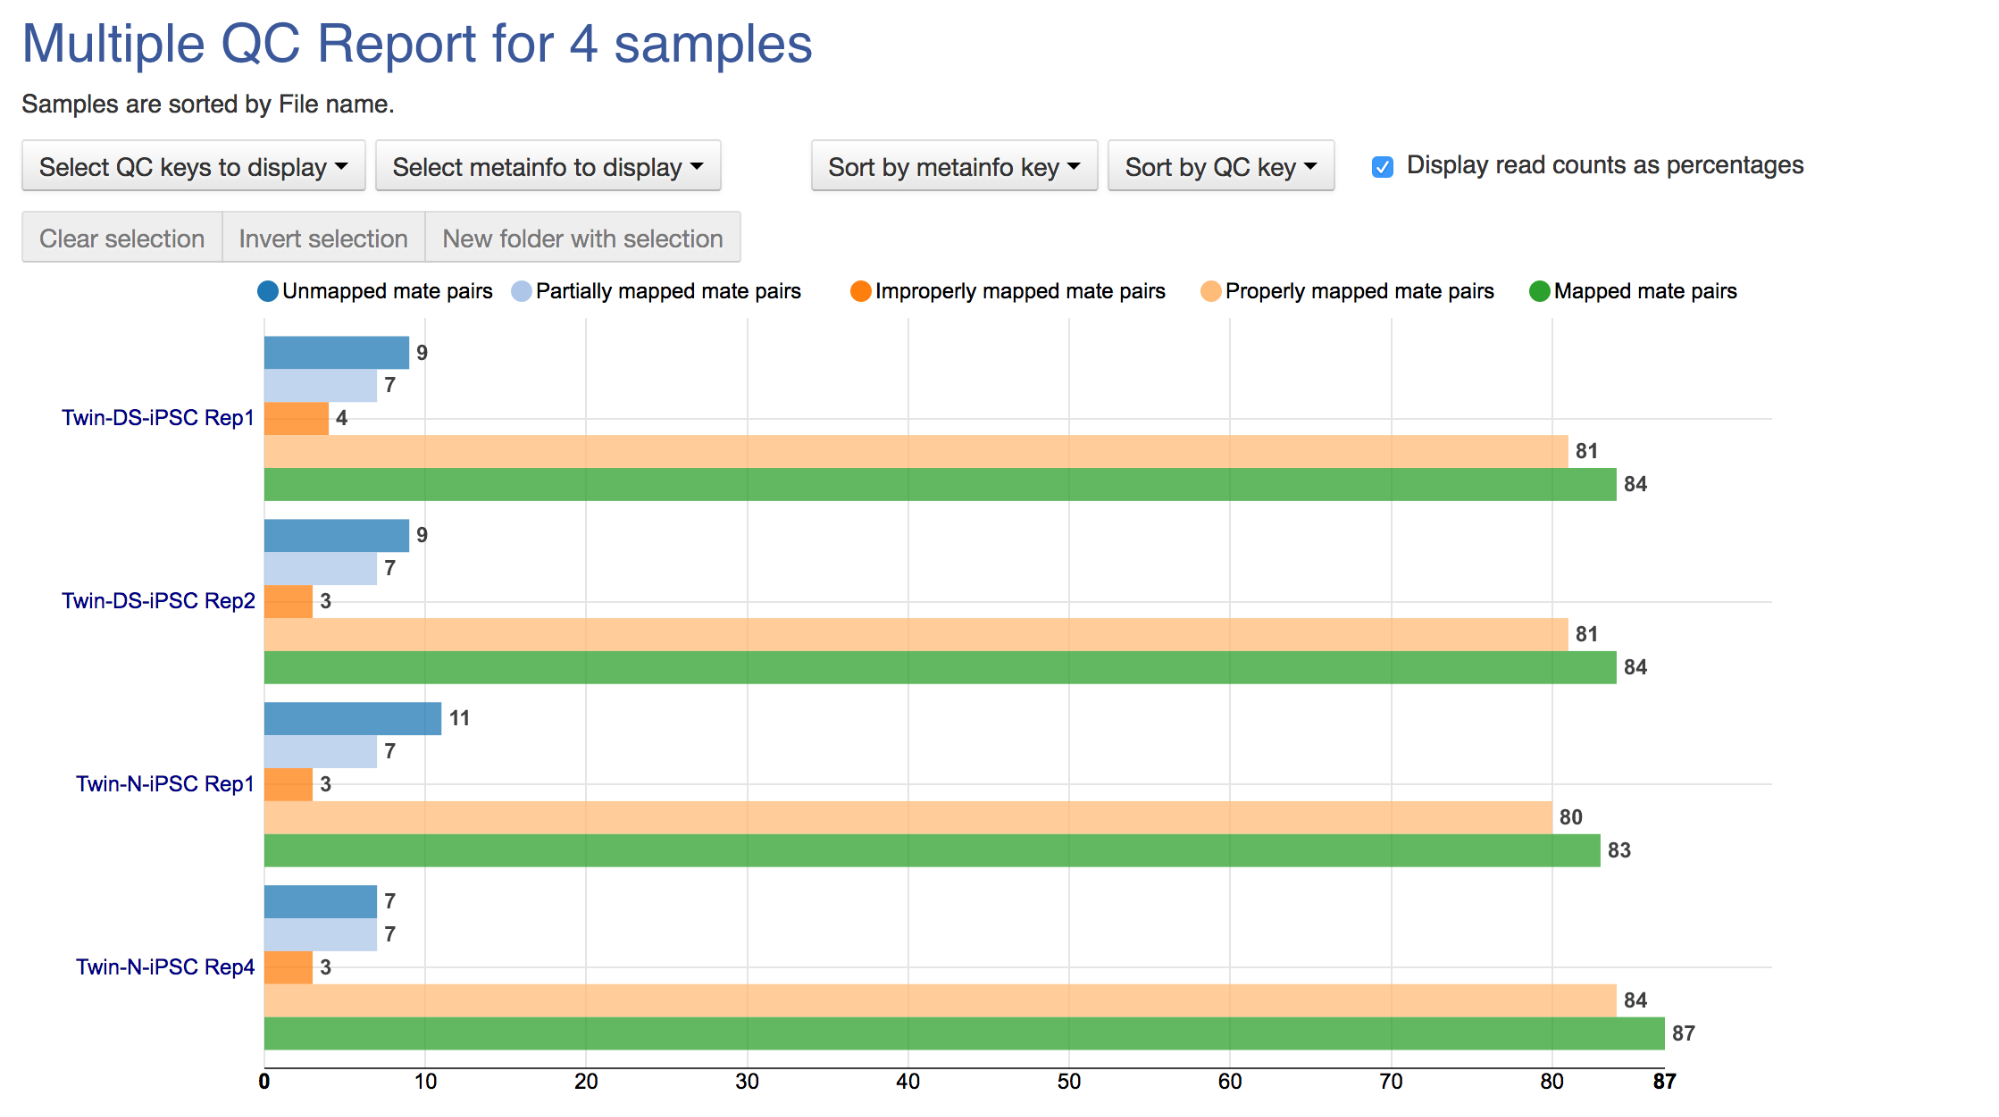 Multiple QC Report for 4 samples
Samples are sorted by File name.
Select QC keys to display Select metainfo to display Sort by metainfo key Sort by QC key Display read counts as percentages
Clear selection Invert selection New folder with selection
Unmapped mate pairs Partially mapped mate pairs Improperly mapped mate pairs Properly mapped mate pairs Mapped mate pairs
9
7
Twin-DS-iPSC Rep1 4
81
84
9
7
Twin-DS-iPSC Rep2 3
81
84
11
7
Twin-N-iPSC Rep1 3
80
83
7
7
Twin-N-iPSC Rep4 3
84
87
0 10 20 30 40 50 60 70 80 87